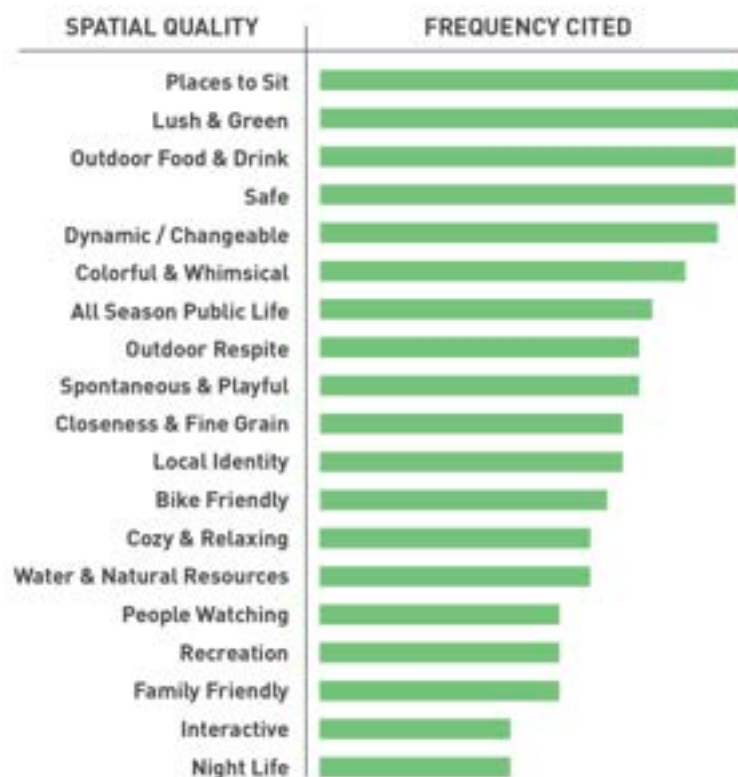 SPATIAL QUALITY FREQUENCY CITED
Places to Sit
Lush & Green
Outdoor Food & Drink
Safe
Dynamic / Changeable
Colorful & Whimsical
All Season Public Life
Outdoor Respite
Spontaneous & Playful
Closeness & Fine Grain
Local Identity
Bike Friendly
Cozy & Relaxing
Water & Natural Resources
People Watching
Recreation
Family Friendly
Interactive
Night Life